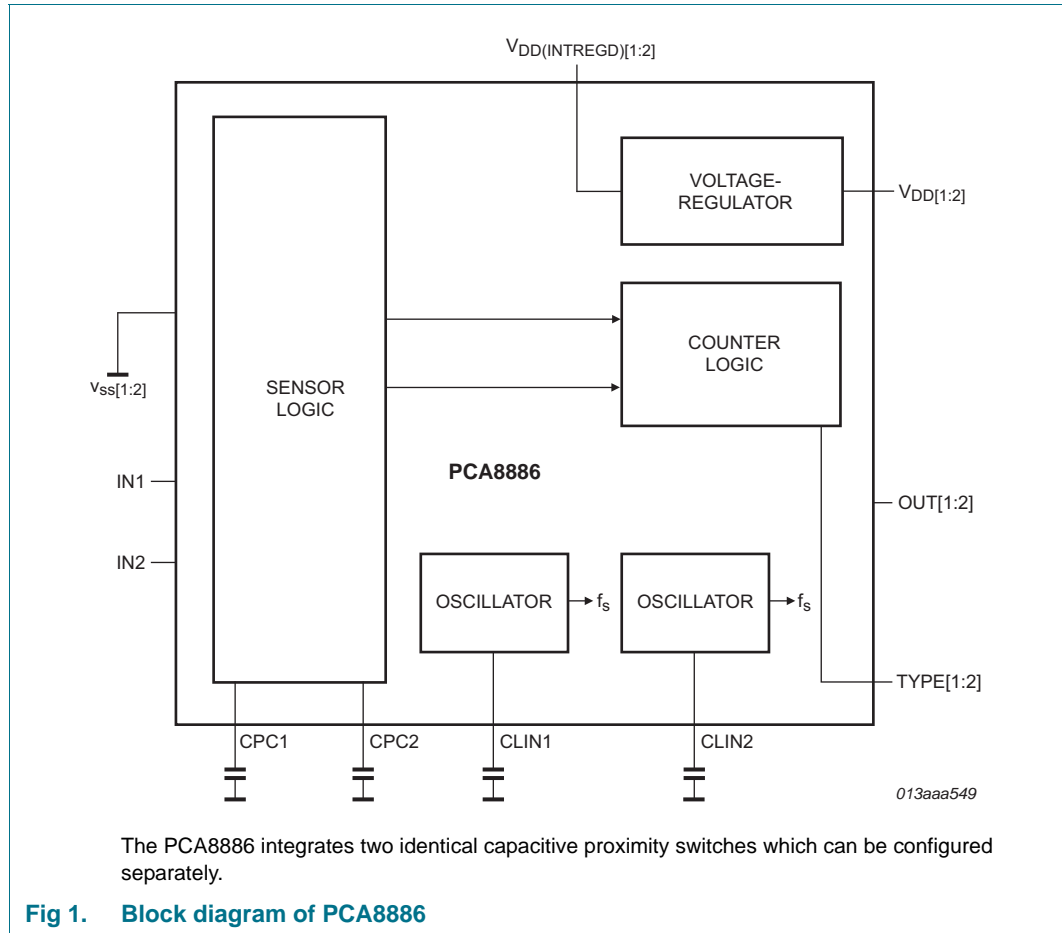 VDD(INTREGD)[1:2]
VOLTAGE-
REGULATOR
VDD[1:2]
COUNTER
LOGIC
vss[1:2]
SENSOR
LOGIC
PCA8886
IN1
OUT[1:2]
IN2
OSCILLATOR
fs
OSCILLATOR
fs
TYPE[1:2]
CPC1
CPC2
CLIN1
CLIN2
013aaa549
The PCA8886 integrates two identical capacitive proximity switches which can be configured
separately.
Fig 1. Block diagram of PCA8886